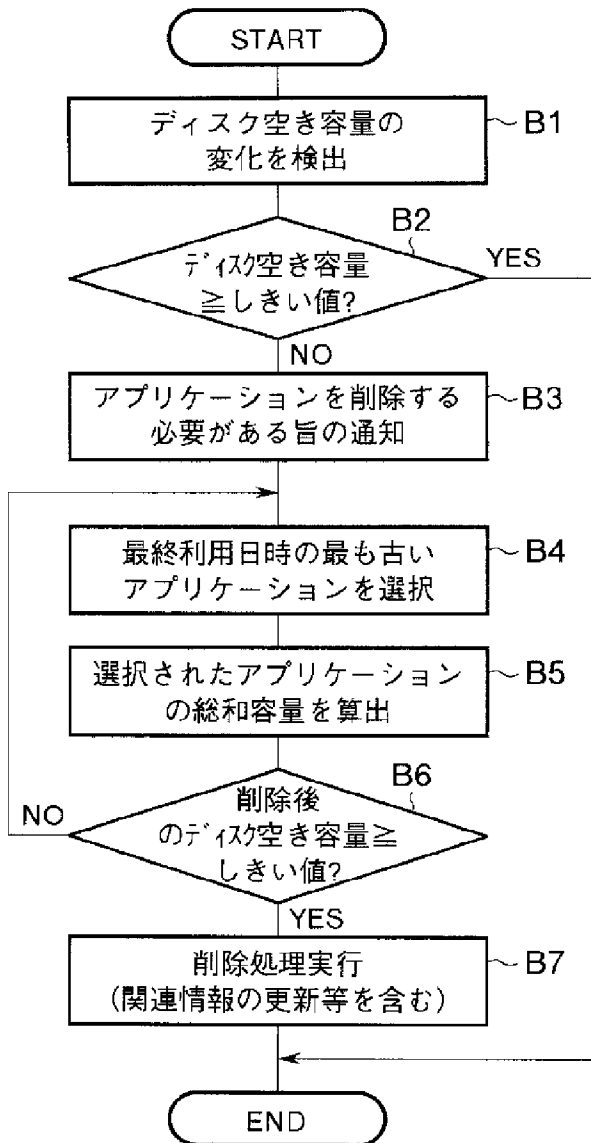 START
ディスク空き容量の
変化を検出
B1
B2
ディスク空き容量
≧しきい値?
YES
NO
アプリケーションを削除する
必要がある旨の通知
B3
最終利用日時の最も古い
アプリケーションを選択
B4
選択されたアプリケーション
の総和容量を算出
B5
B6
削除後
のディスク空き容量≧
しきい値?
NO
YES
削除処理実行
(関連情報の更新等を含む)
B7
END